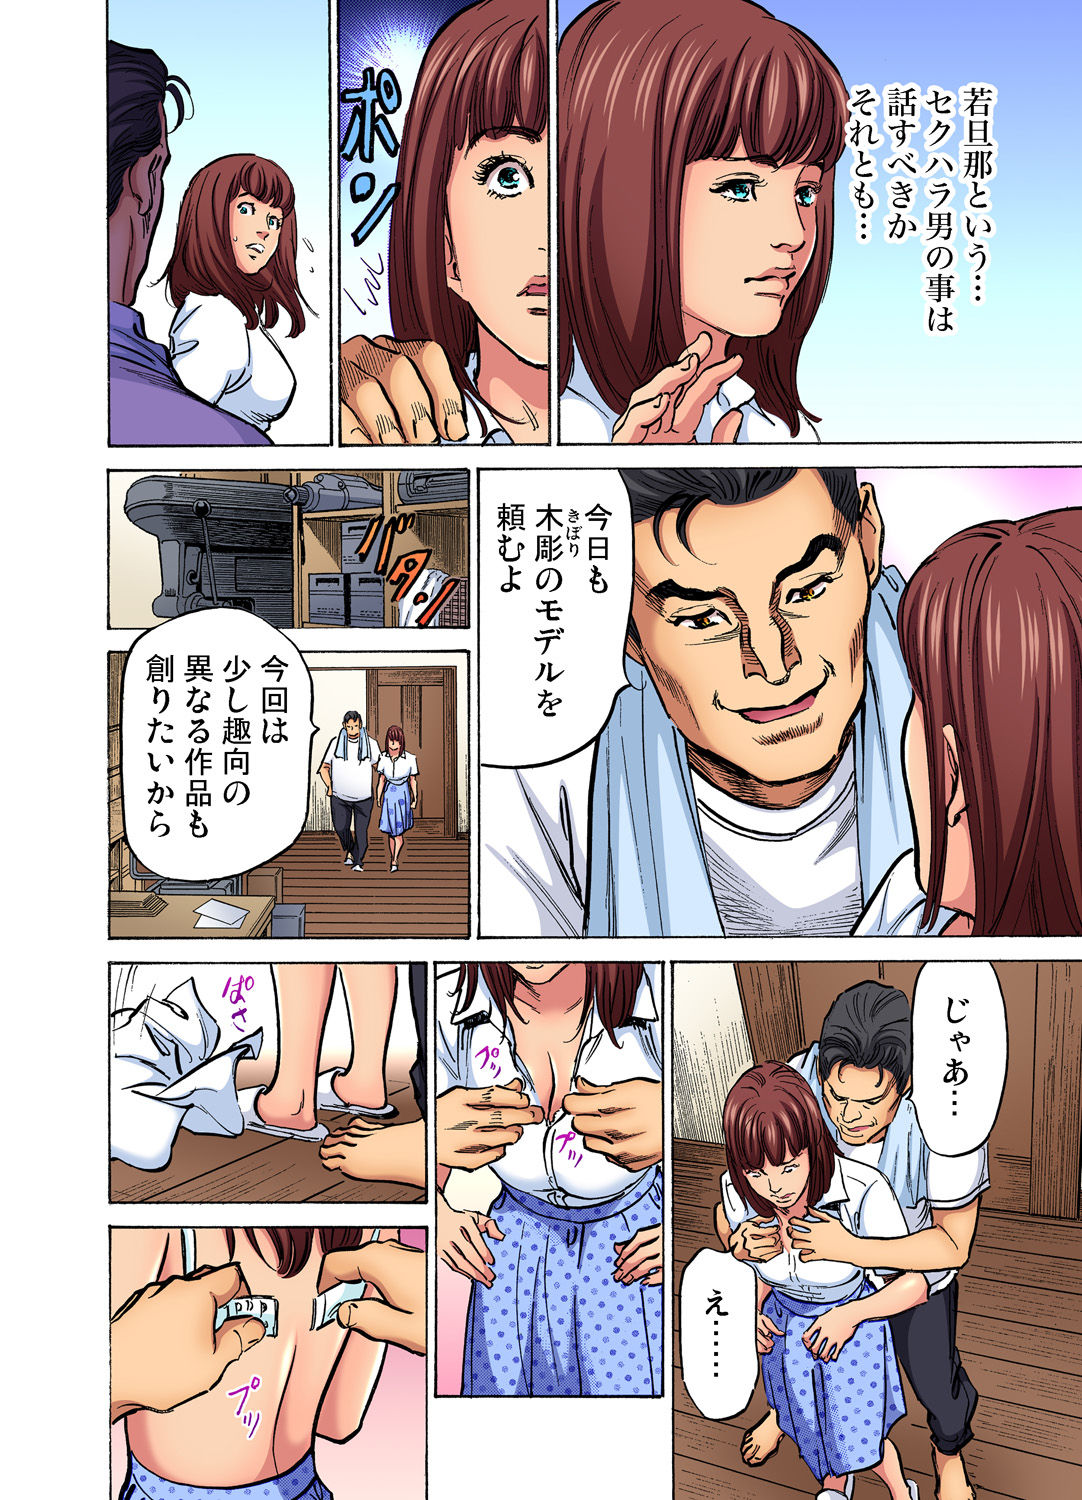 若旦那という…
セクハラ男の事は
話すべきか
それとも…
ポン
今日も
木彫のモデルを
きぼり
頼むよ
バタン
今回は
少し趣向の
異なる作品も
創りたいから
じゃあ…
え……
プッ
プッ
ぱさ
プッ